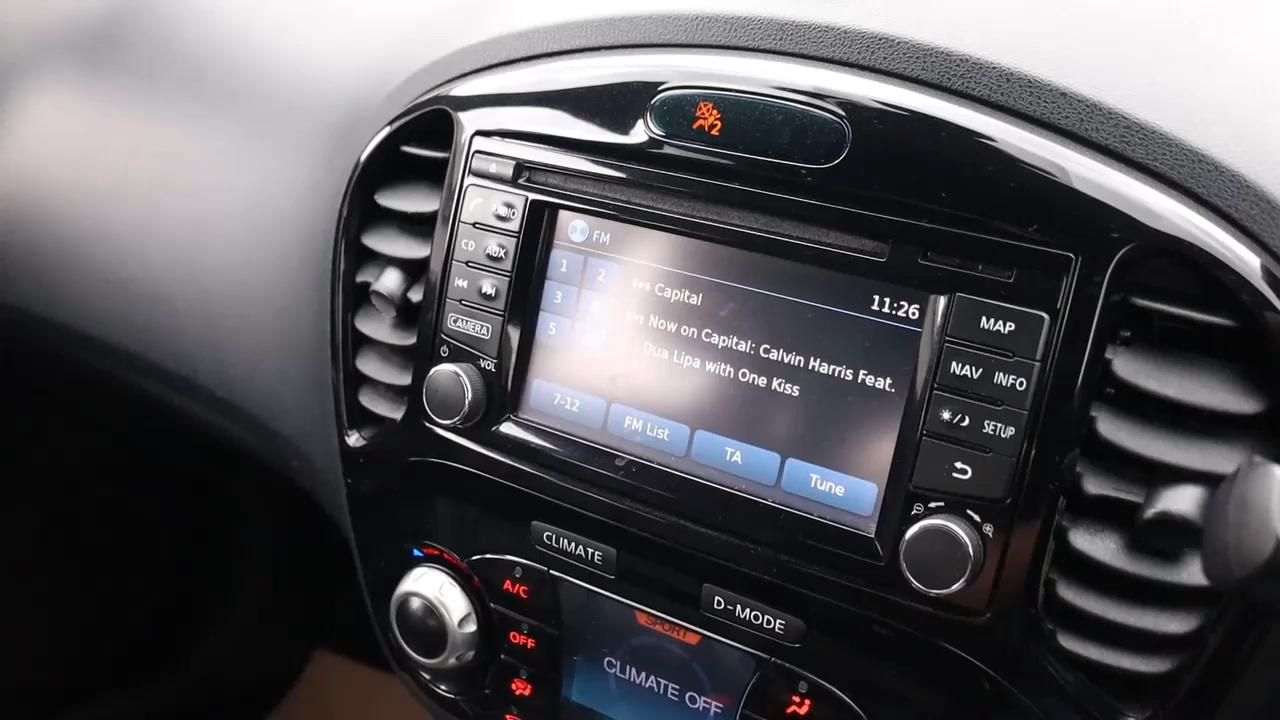 2
RADIO
CD AUX
CAMERA
VOL
FM
11:26
1 2
3
5
Capital
Now on Capital: Calvin Harris Feat.
Dua Lipa with One Kiss
7-12
FM List
TA
Tune
MAP
NAV INFO
SETUP
CLIMATE
D-MODE
A/C
OFF
SPORT
CLIMATE OFF